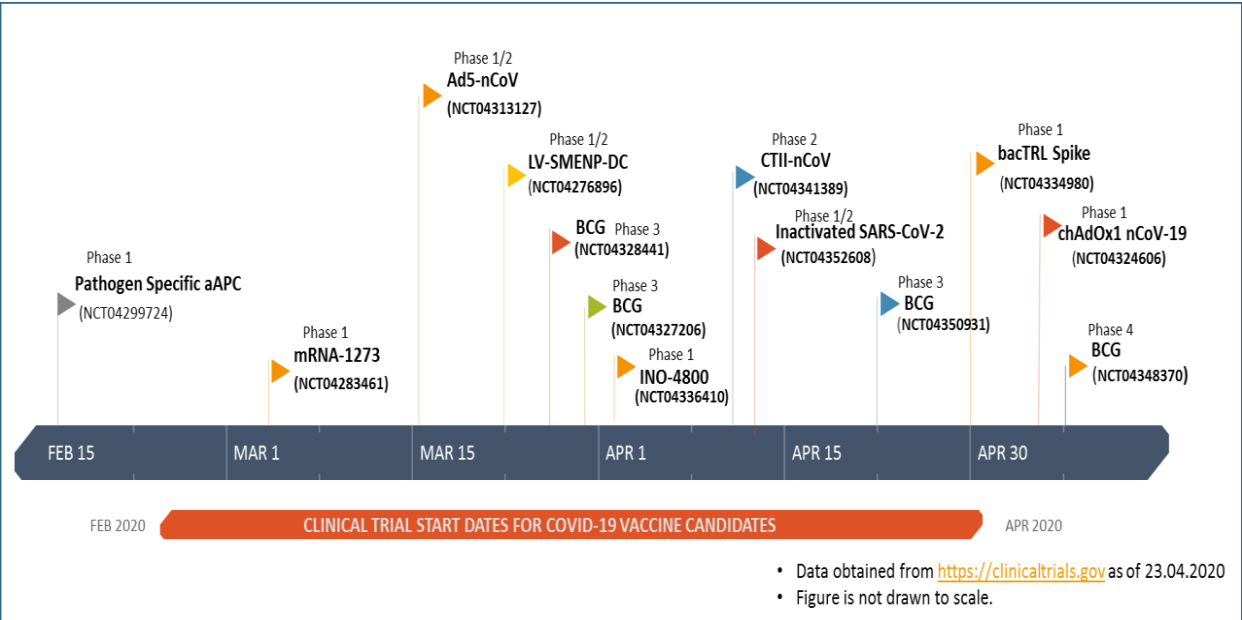 Phase 1
Pathogen Specific aAPC
(NCT04299724)
Phase 1
mRNA-1273
(NCT04283461)
Phase 1/2
Ad5-nCoV
(NCT04313127)
Phase 1/2
LV-SMENP-DC
(NCT04276896)
BCG Phase 3
(NCT04328441)
Phase 3
BCG
(NCT04327206)
Phase 1
INO-4800
(NCT04336410)
Phase 2
CTII-nCoV
(NCT04341389)
Phase 1/2
Inactivated SARS-CoV-2
(NCT04352608)
Phase 3
BCG
(NCT04350931)
Phase 1
bacTRL Spike
(NCT04334980)
Phase 1
chAdOx1 nCoV-19
(NCT04324606)
Phase 4
BCG
(NCT04348370)
FEB 15 MAR 1 MAR 15 APR 1 APR 15 APR 30
FEB 2020 CLINICAL TRIAL START DATES FOR COVID-19 VACCINE CANDIDATES APR 2020
• Data obtained from https://clinicaltrials.gov as of 23.04.2020
• Figure is not drawn to scale.